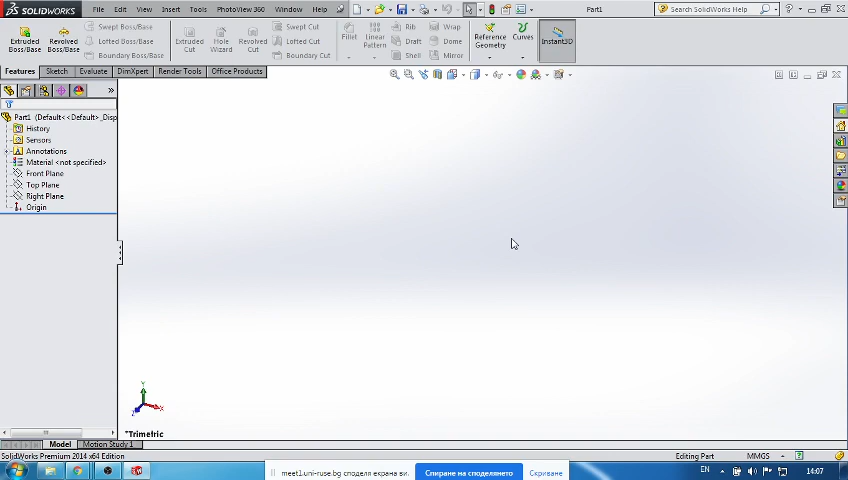 SOLIDWORKS File Edit View Insert Tools PhotoView 360 Window Help Part1 Search SolidWorks Help
Extruded Boss/Base Revolved Boss/Base Swept Boss/Base Lofted Boss/Base Boundary Boss/Base Extruded Cut Hole Wizard Revolved Cut Swept Cut Lofted Cut Boundary Cut Fillet Linear Pattern Rib Draft Shell Wrap Dome Mirror Reference Geometry Curves Instant3D
Features Sketch Evaluate DimXpert Render Tools Office Products
Part1 (Default<<Default>_Disp
History
Sensors
Annotations
Material <not specified>
Front Plane
Top Plane
Right Plane
Origin
Y
X
Z
*Trimetric
Model Motion Study 1
SolidWorks Premium 2014 x64 Edition Editing Part MMGS
meet1.uni-ruse.bg споделя екрана ви. Спиране на споделянето Скриване EN 14:07